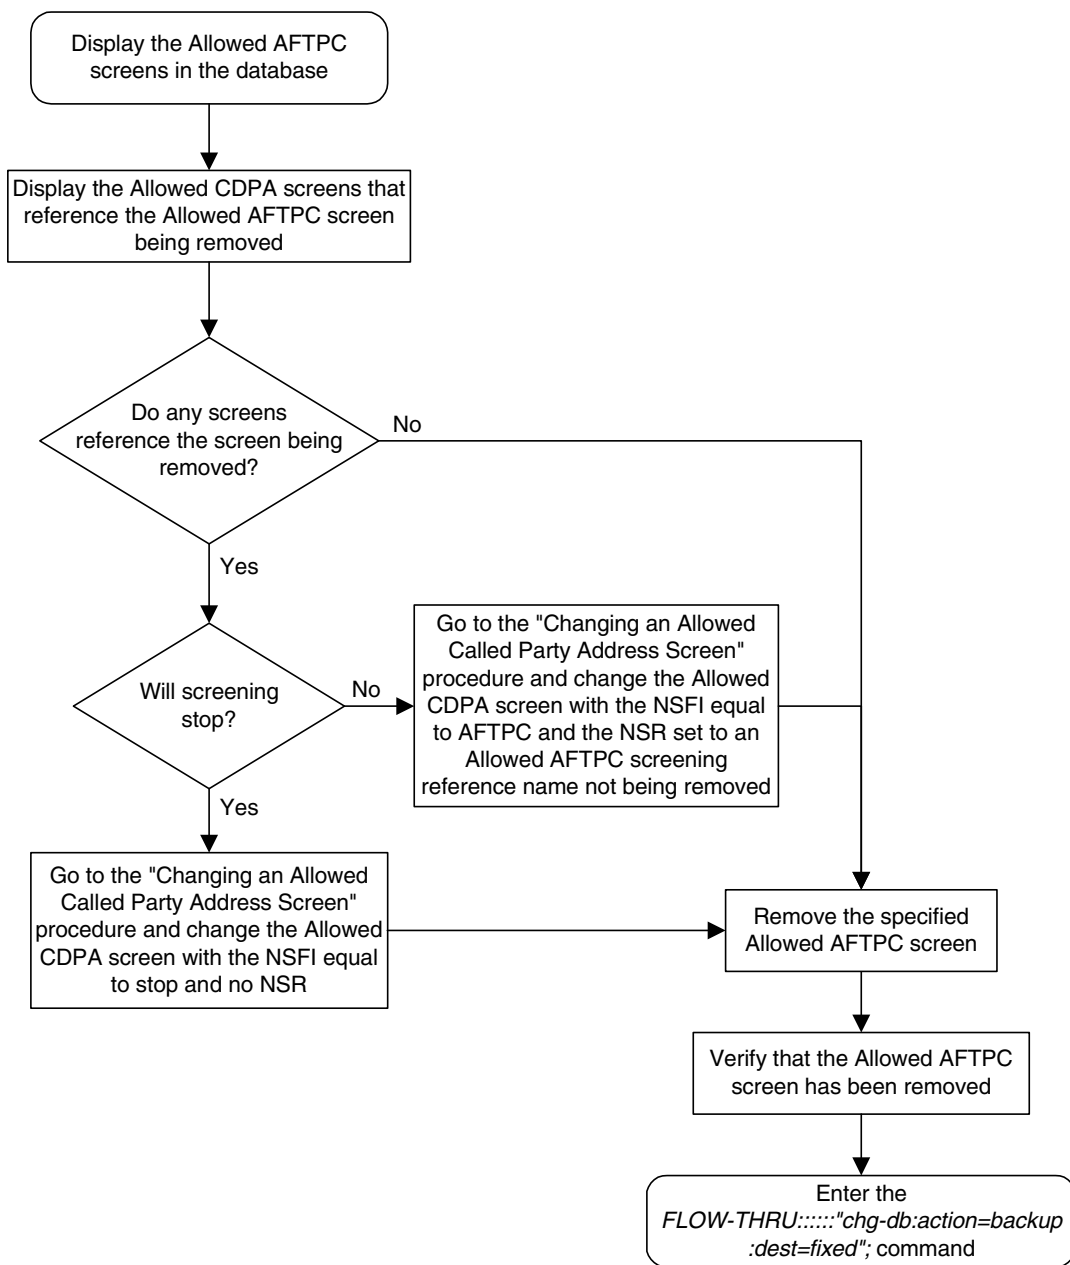 Display the Allowed AFTPC
screens in the database
Display the Allowed CDPA screens that
reference the Allowed AFTPC screen
being removed
Do any screens
reference the screen being
removed?
No
Yes
Will screening
stop?
No
Go to the "Changing an Allowed
Called Party Address Screen"
procedure and change the Allowed
CDPA screen with the NSFI equal
to AFTPC and the NSR set to an
Allowed AFTPC screening
reference name not being removed
Yes
Go to the "Changing an Allowed
Called Party Address Screen"
procedure and change the Allowed
CDPA screen with the NSFI equal
to stop and no NSR
Remove the specified
Allowed AFTPC screen
Verify that the Allowed AFTPC
screen has been removed
Enter the
FLOW-THRU::::::"chg-db:action=backup
:dest=fixed"; command